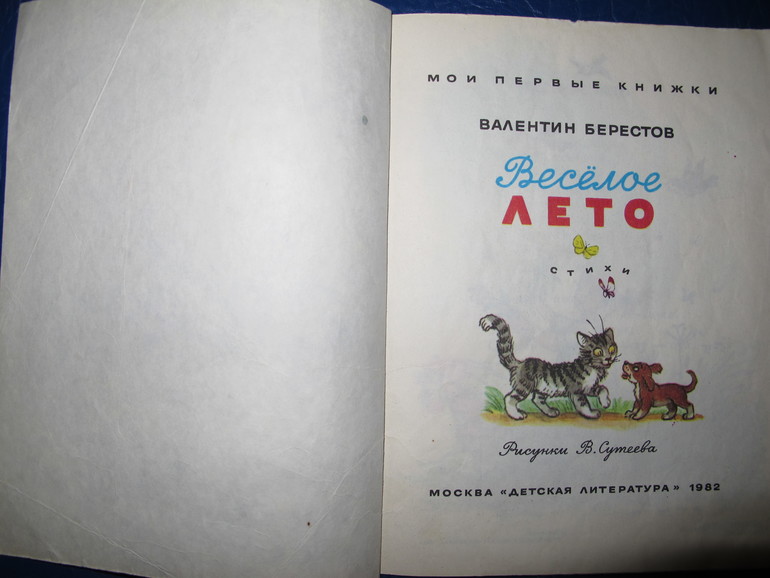 МОИ ПЕРВЫЕ КНИЖКИ
ВАЛЕНТИН БЕРЕСТОВ
Весёлое
ЛЕТО
СТИХИ
Рисунки В. Сутеева
МОСКВА «ДЕТСКАЯ ЛИТЕРАТУРА» 1982